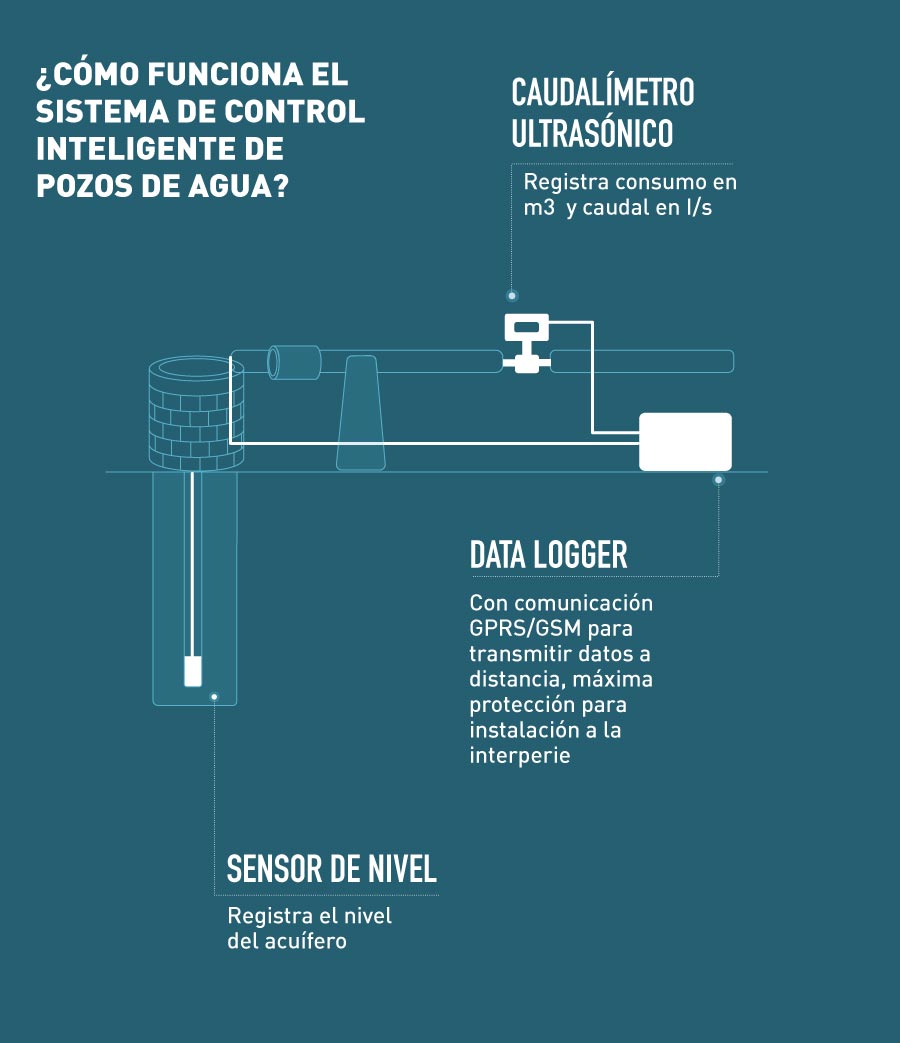 ¿CÓMO FUNCIONA EL
SISTEMA DE CONTROL
INTELIGENTE DE
POZOS DE AGUA?
CAUDALÍMETRO
ULTRASÓNICO
Registra consumo en
m3 y caudal en l/s
DATA LOGGER
Con comunicación
GPRS/GSM para
transmitir datos a
distancia, máxima
protección para
instalación a la
interperie
SENSOR DE NIVEL
Registra el nivel
del acuífero